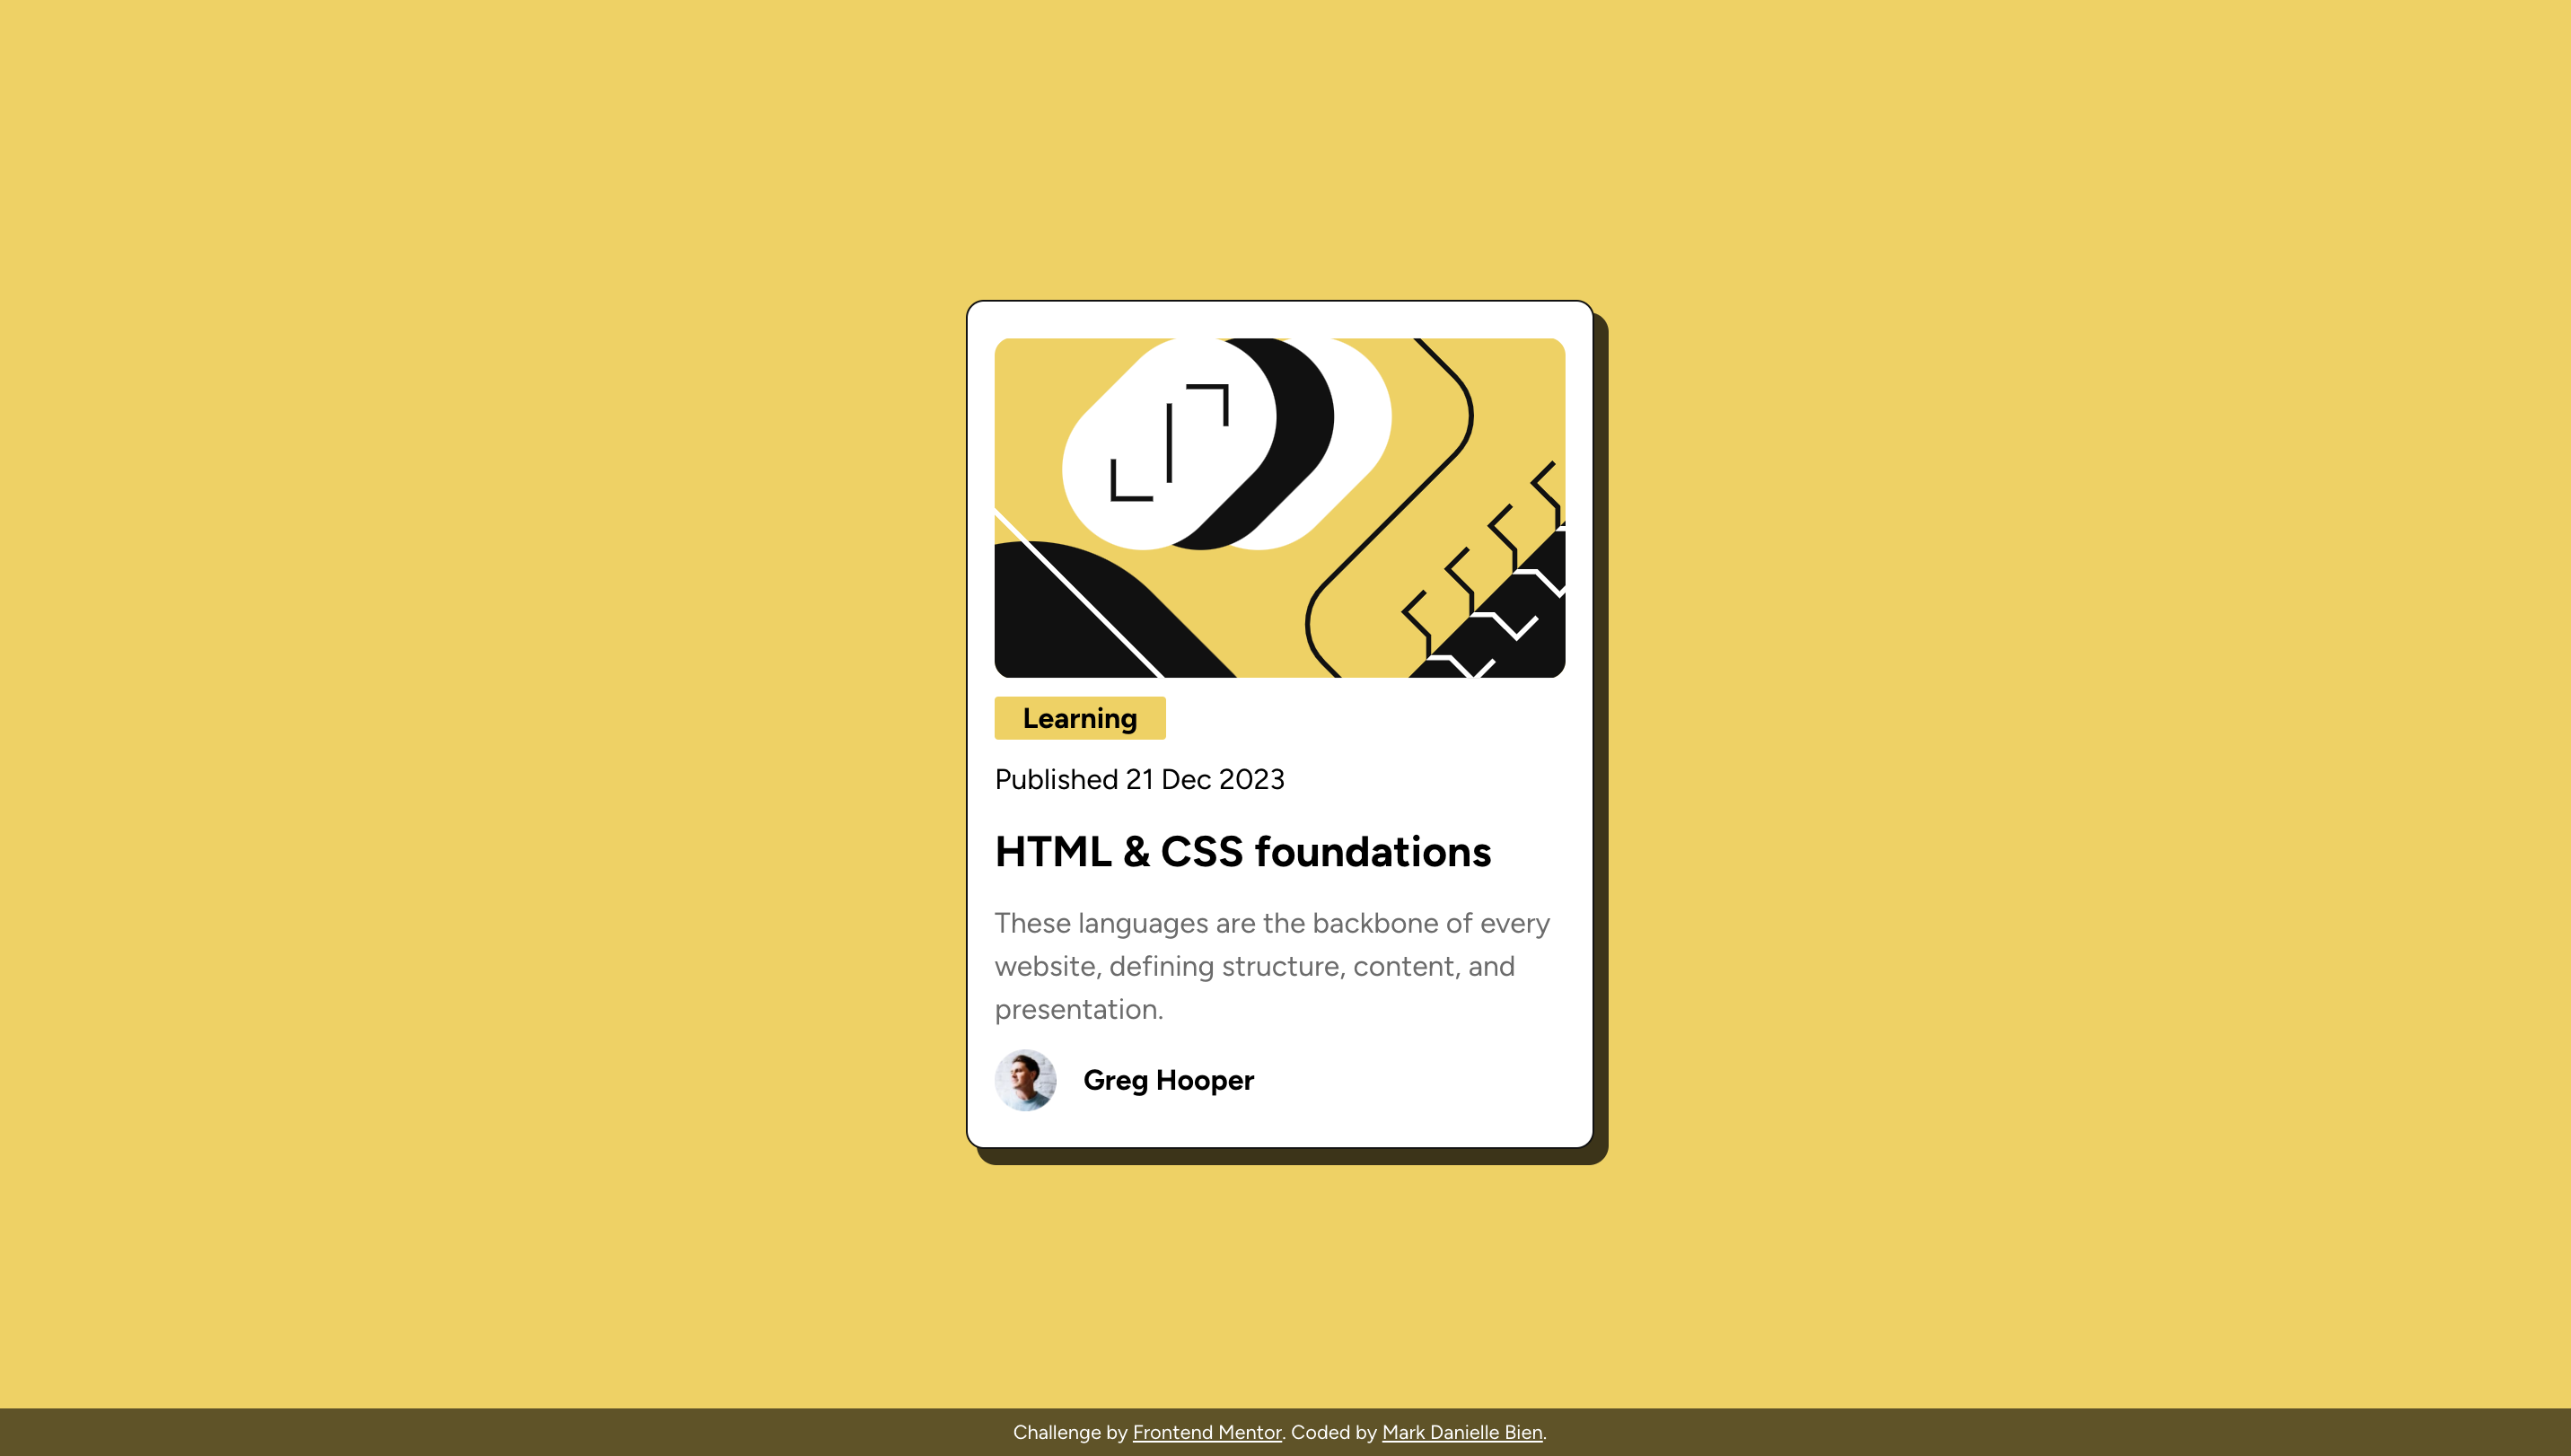 Learning
Published 21 Dec 2023
HTML & CSS foundations
These languages are the backbone of every
website, defining structure, content, and
presentation.
Greg Hooper
Challenge by Frontend Mentor. Coded by Mark Danielle Bien.